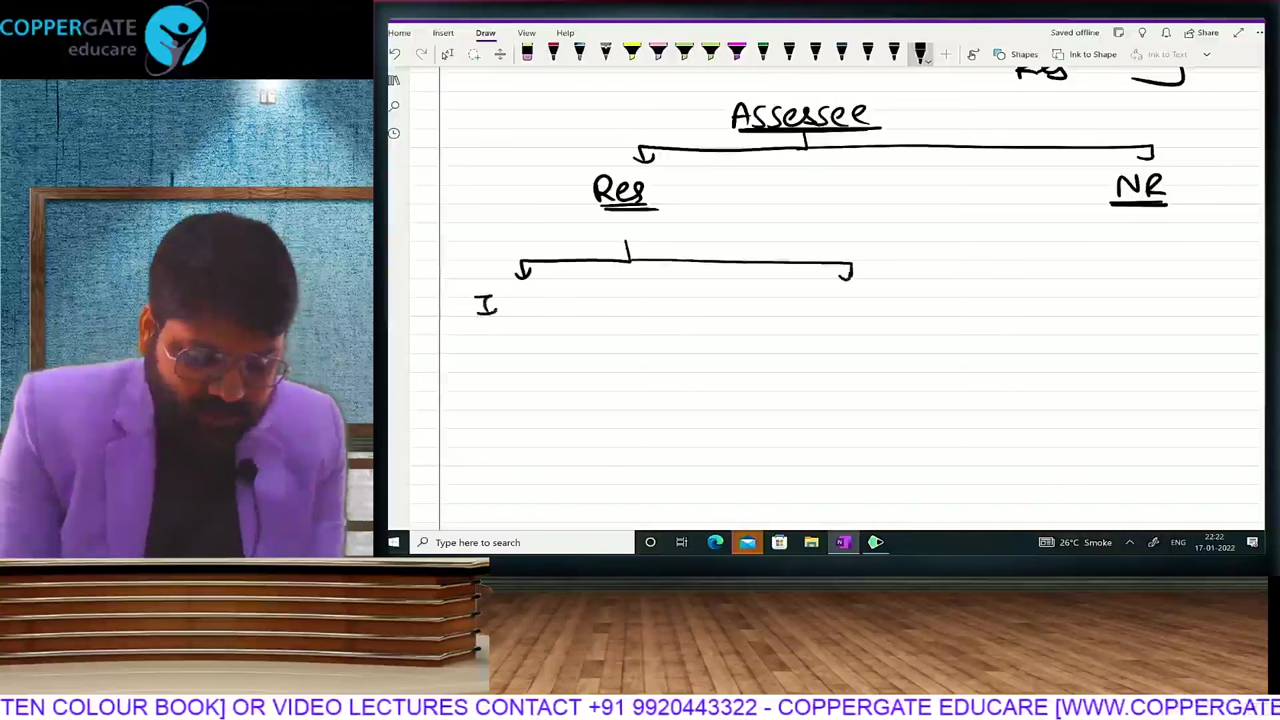 COPPERGATE
educare
Home Insert Draw View Help
Saved offline
Share
Shapes
Ink to Shape
Ink to Text
Res
Assessee
Res NR
I
Type here to search
26°C Smoke
ENG
22:22
17-01-2022
TEN COLOUR BOOK] OR VIDEO LECTURES CONTACT +91 9920443322 - COPPERGATE EDUCARE [WWW.COPPERGATE